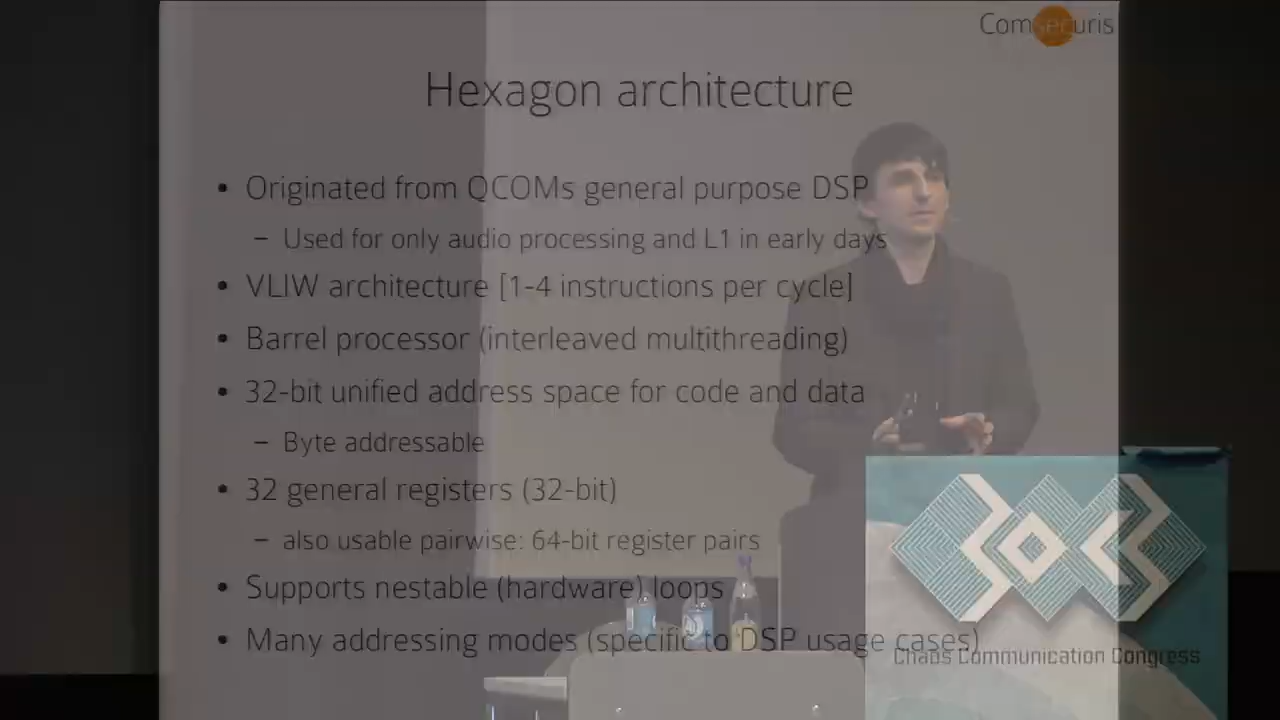 Comsecuris
Hexagon architecture
• Originated from QCOMs general purpose DSP
– Used for only audio processing and L1 in early days
• VLIW architecture [1-4 instructions per cycle]
• Barrel processor (interleaved multithreading)
• 32-bit unified address space for code and data
– Byte addressable
• 32 general registers (32-bit)
– also usable pairwise: 64-bit register pairs
• Supports nestable (hardware) loops
• Many addressing modes (specific to DSP usage cases)
Chaos Communication Congress